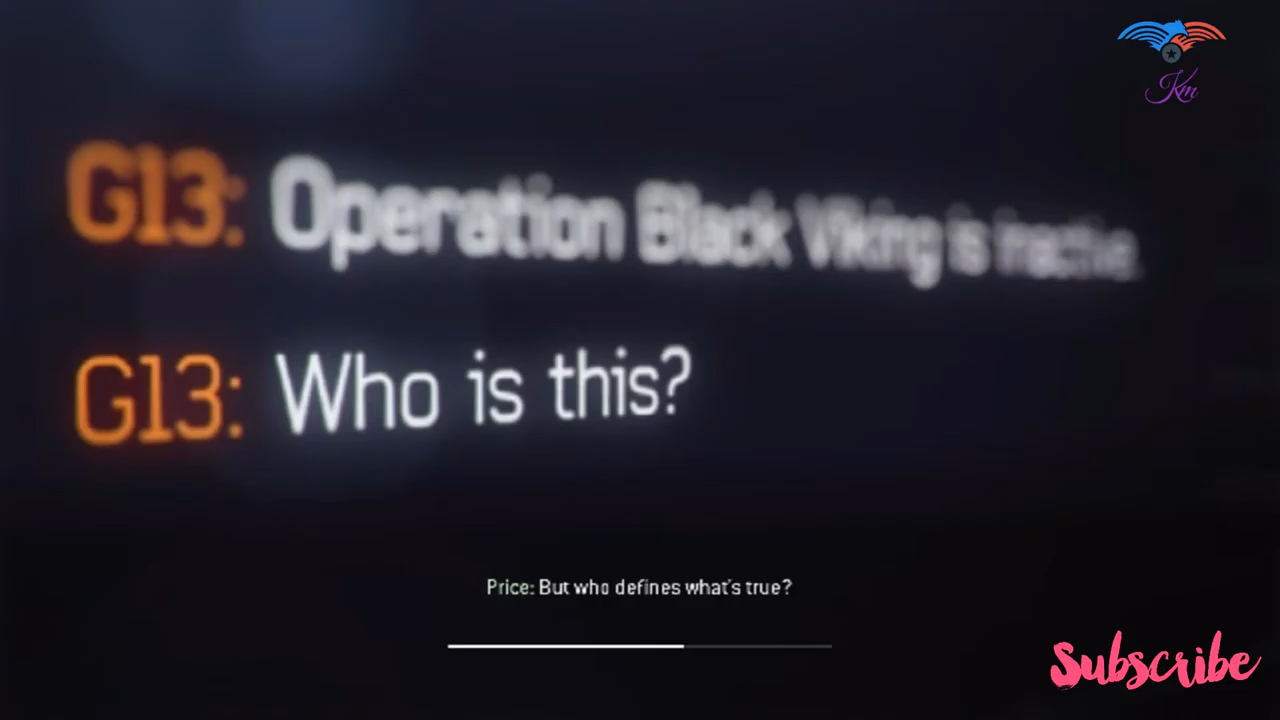 Km
G13: Operation Black Viking is inactive.
G13: Who is this?
Price: But who defines what's true?
Subscribe